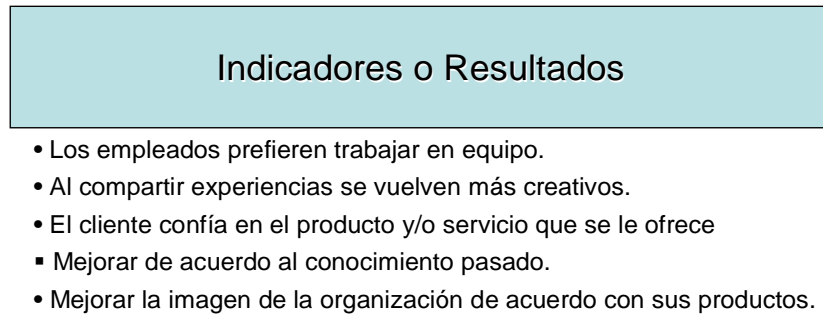 Indicadores o Resultados
• Los empleados prefieren trabajar en equipo.
• Al compartir experiencias se vuelven más creativos.
• El cliente confía en el producto y/o servicio que se le ofrece
▪ Mejorar de acuerdo al conocimiento pasado.
• Mejorar la imagen de la organización de acuerdo con sus productos.